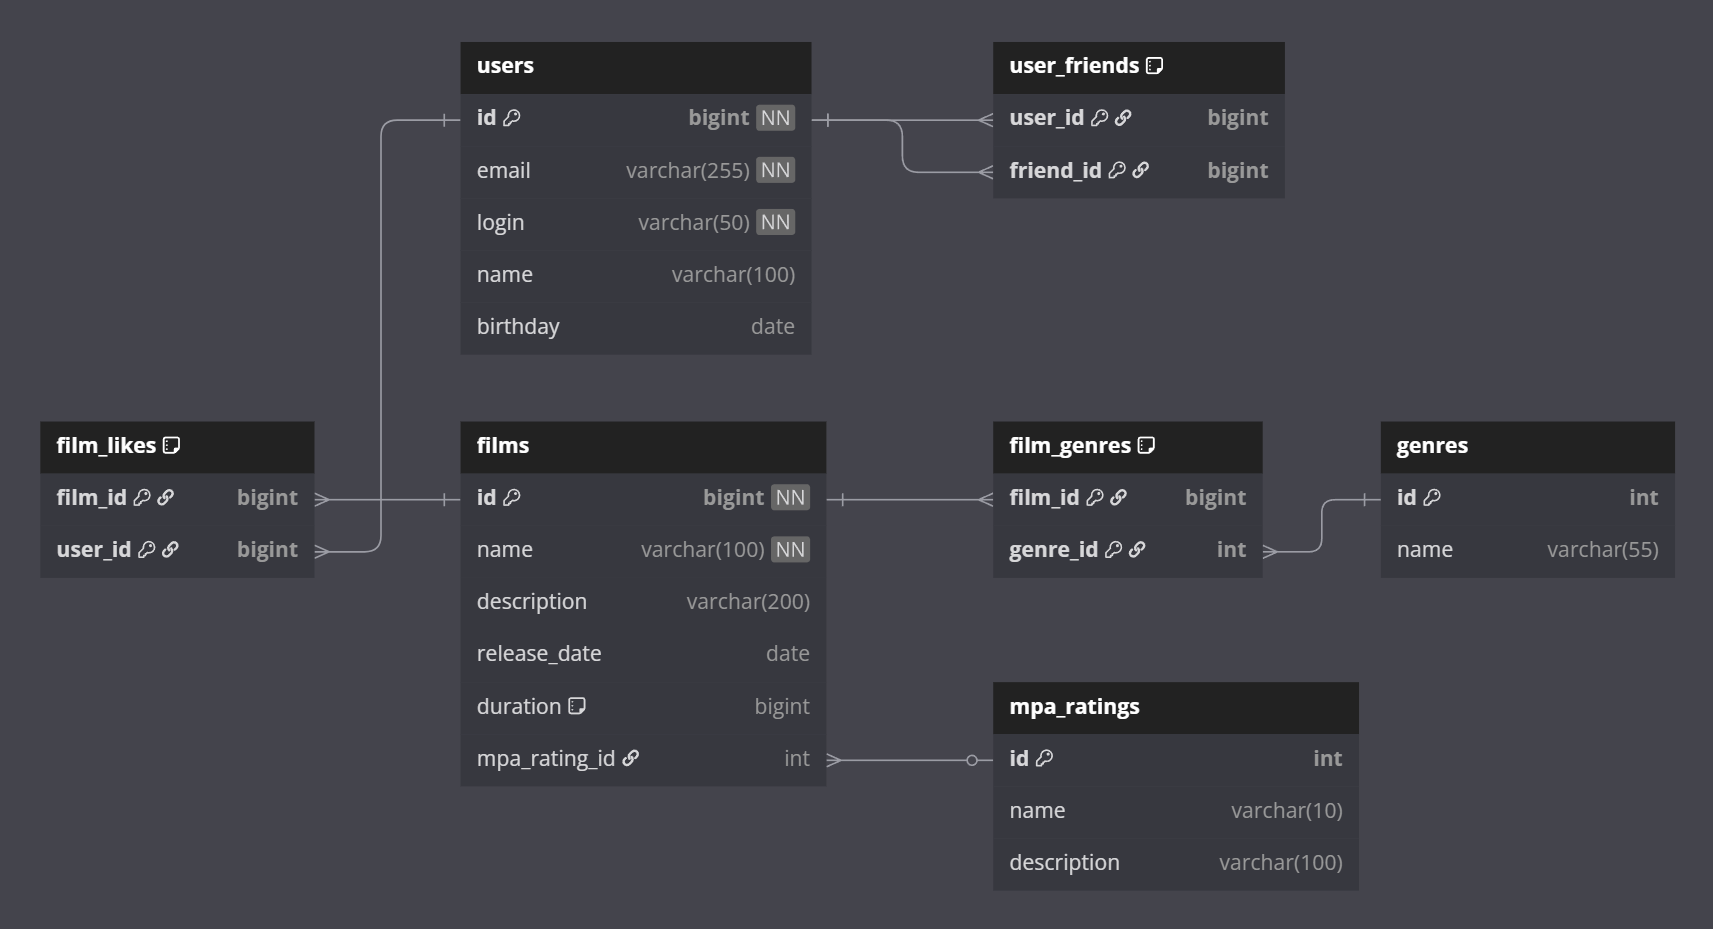 users
id bigint NN
email varchar(255) NN
login varchar(50) NN
name varchar(100)
birthday date
user_friends
user_id bigint
friend_id bigint
film_likes
film_id bigint
user_id bigint
films
id bigint NN
name varchar(100) NN
description varchar(200)
release_date date
duration bigint
mpa_rating_id int
film_genres
film_id bigint
genre_id int
genres
id int
name varchar(55)
mpa_ratings
id int
name varchar(10)
description varchar(100)